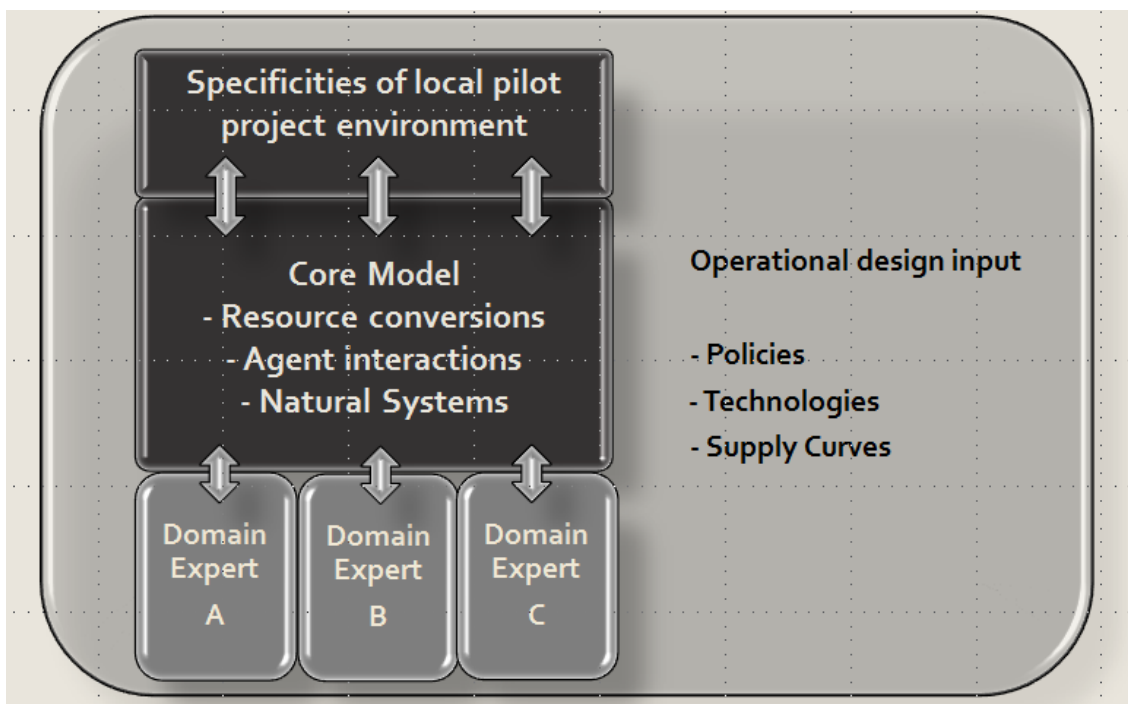 Specificities of local pilot
project environment
Core Model
- Resource conversions
- Agent interactions
- Natural Systems
Operational design input
- Policies
- Technologies
- Supply Curves
Domain
Expert
A
Domain
Expert
B
Domain
Expert
C